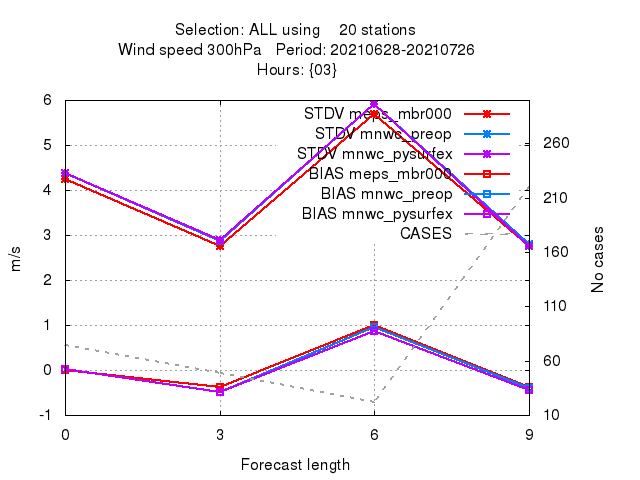 Selection: ALL using 20 stations
Wind speed 300hPa Period: 20210628-20210726
Hours: {03}
STDV meps_mbr000
STDV mnwc_preop
STDV mnwc_pysurfex
BIAS meps_mbr000
BIAS mnwc_preop
BIAS mnwc_pysurfex
CASES
6
5
4
3
2
1
0
-1
m/s
260
210
160
110
60
10
No cases
0 3 6 9
Forecast length